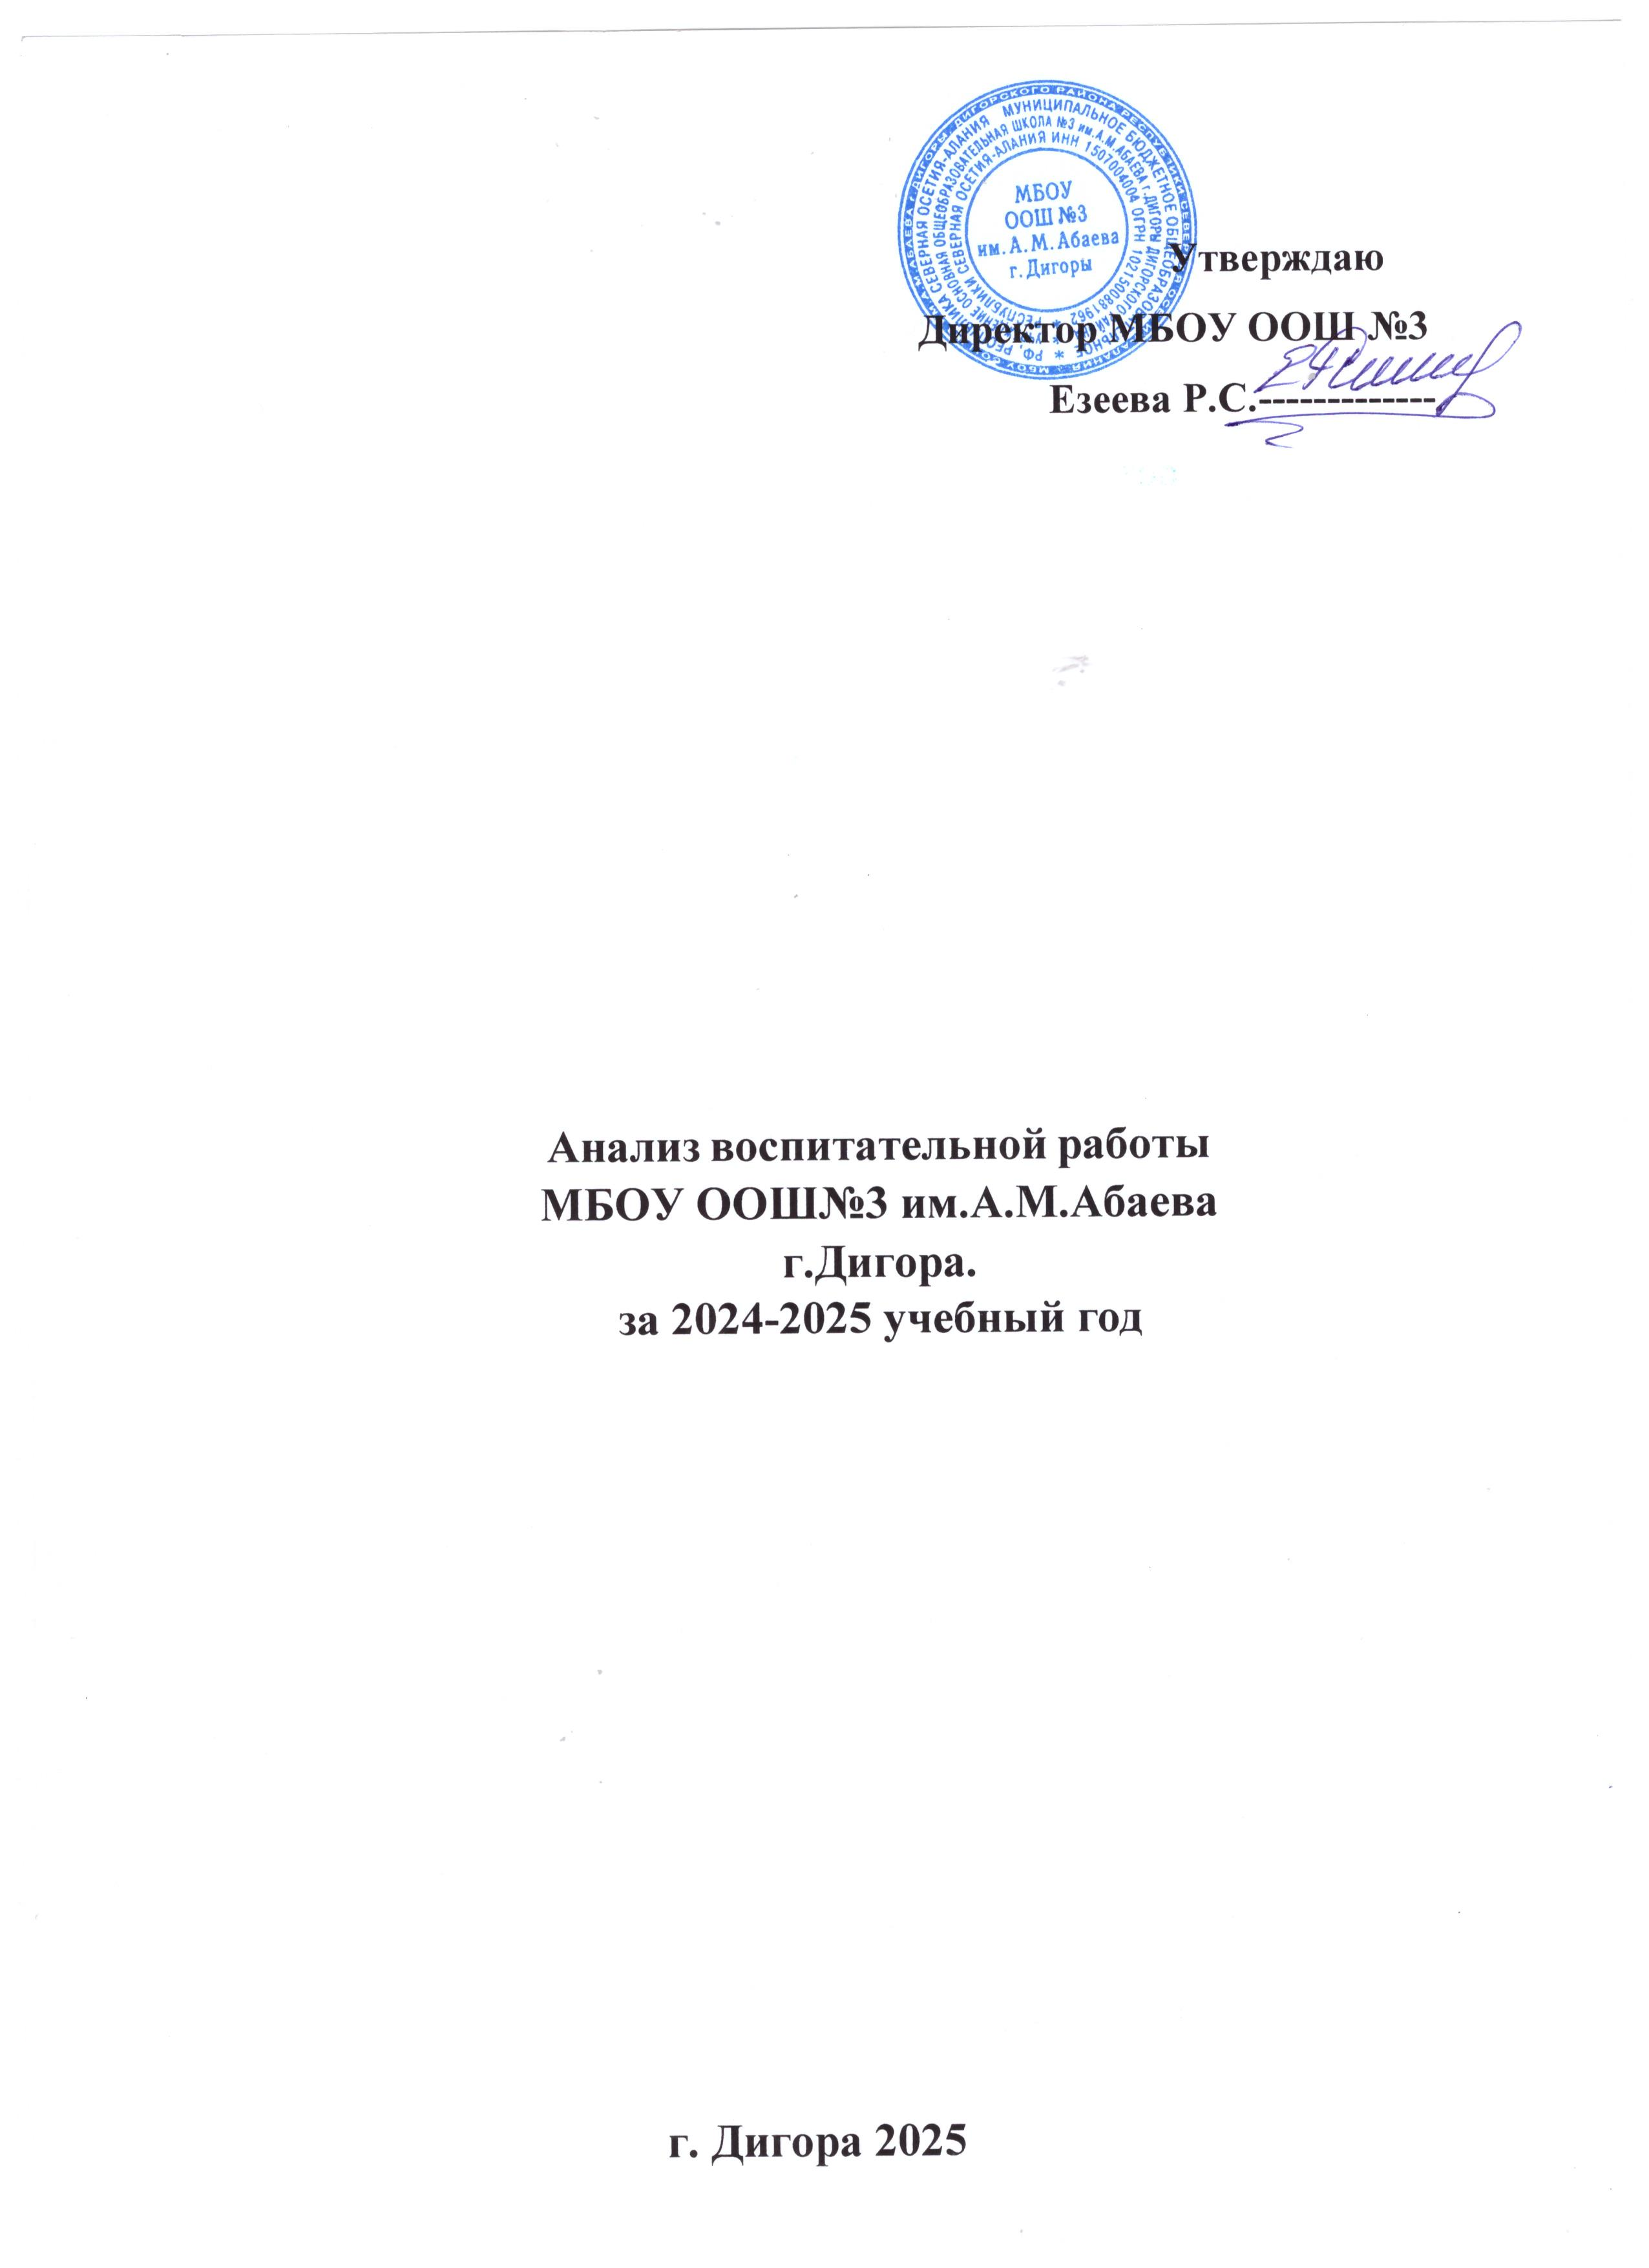 МБОУ
ООШ №3
им. А. М. Абаева
г. Дигоры
Утверждаю
Директор МБОУ ООШ №3
Езеева Р.С.-------------
Анализ воспитательной работы
МБОУ ООШ№3 им.А.М.Абаева
г.Дигора.
за 2024-2025 учебный год
г. Дигора 2025